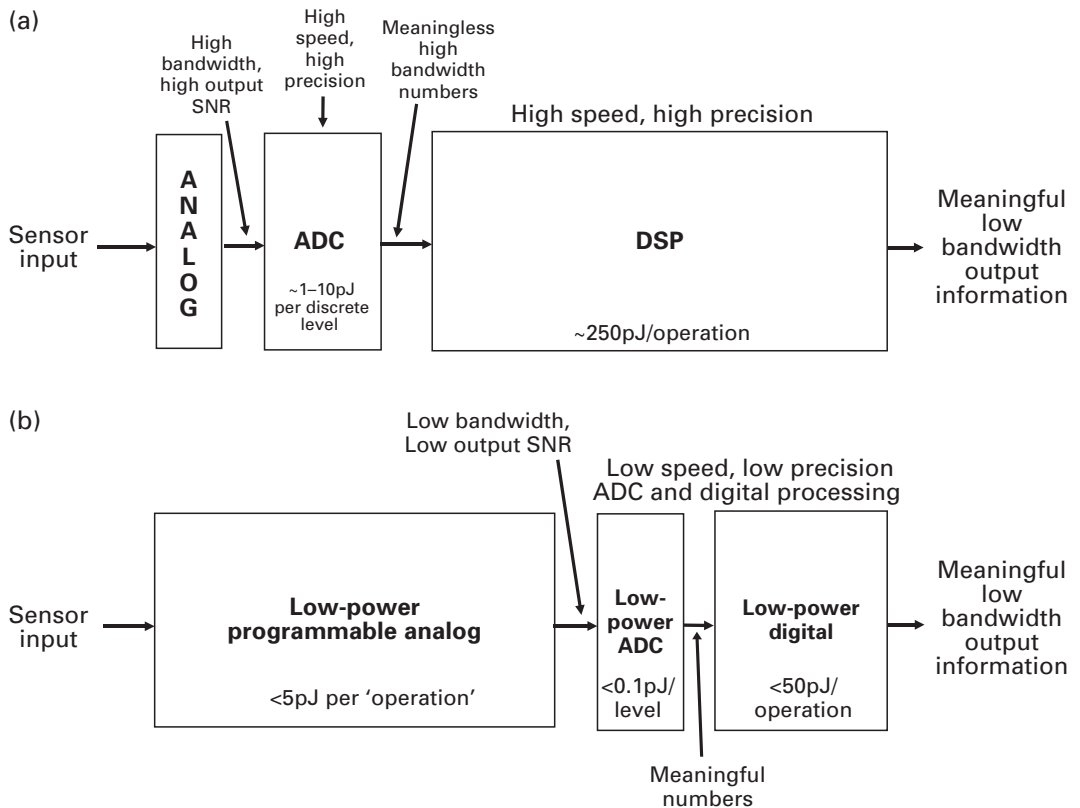 (a)
High
bandwidth,
high output
SNR
High
speed,
high
precision
Meaningless
high
bandwidth
numbers
High speed, high precision
Sensor
input
A
N
A
L
O
G
ADC
~1–10pJ
per discrete
level
DSP
~250pJ/operation
Meaningful
low
bandwidth
output
information
(b)
Low bandwidth,
Low output SNR
Low speed, low precision
ADC and digital processing
Sensor
input
Low-power
programmable analog
<5pJ per ‘operation’
Low-
power
ADC
<0.1pJ/
level
Low-power
digital
<50pJ/
operation
Meaningful
low
bandwidth
output
information
Meaningful
numbers